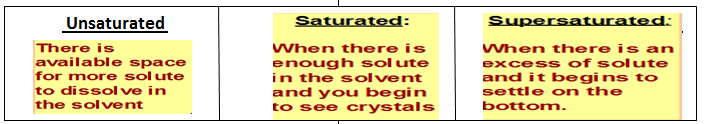 Unsaturated
There is
available space
for more solute
to dissolve in
the solvent
Saturated:
When there is
enough solute
in the solvent
and you begin
to see crystals
Supersaturated:
When there is an
excess of solute
and it begins to
settle on the
bottom.